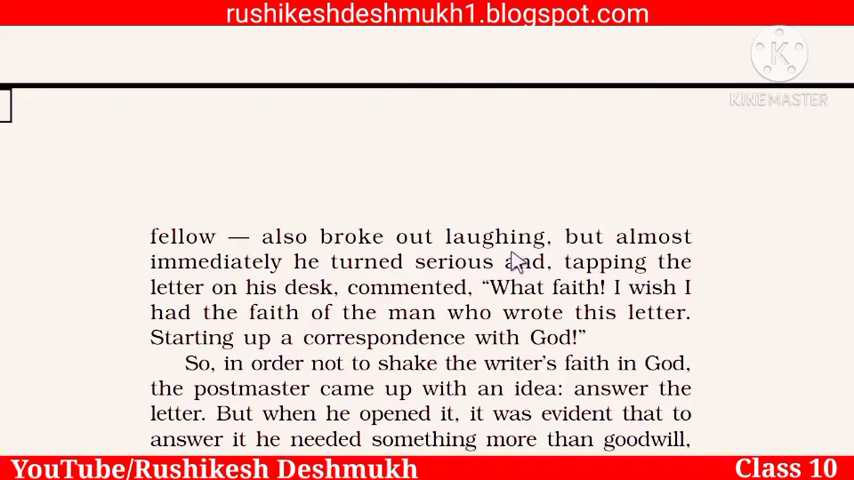 rushikeshdeshmukh1.blogspot.com
KINEMASTER
fellow — also broke out laughing, but almost
immediately he turned serious and, tapping the
letter on his desk, commented, “What faith! I wish I
had the faith of the man who wrote this letter.
Starting up a correspondence with God!”
So, in order not to shake the writer’s faith in God,
the postmaster came up with an idea: answer the
letter. But when he opened it, it was evident that to
answer it he needed something more than goodwill,
YouTube/Rushikesh Deshmukh
Class 10